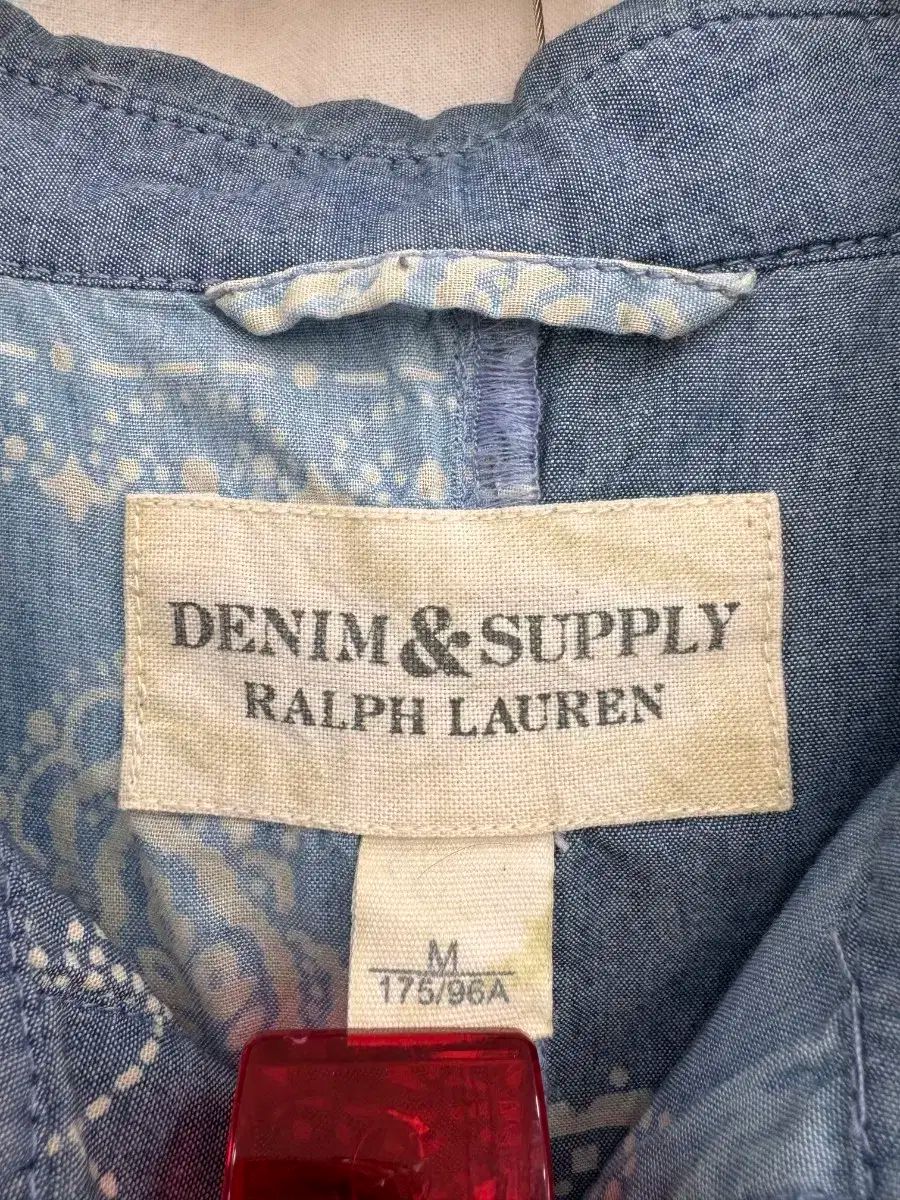 DENIM & SUPPLY
RALPH LAUREN
M
175/96A